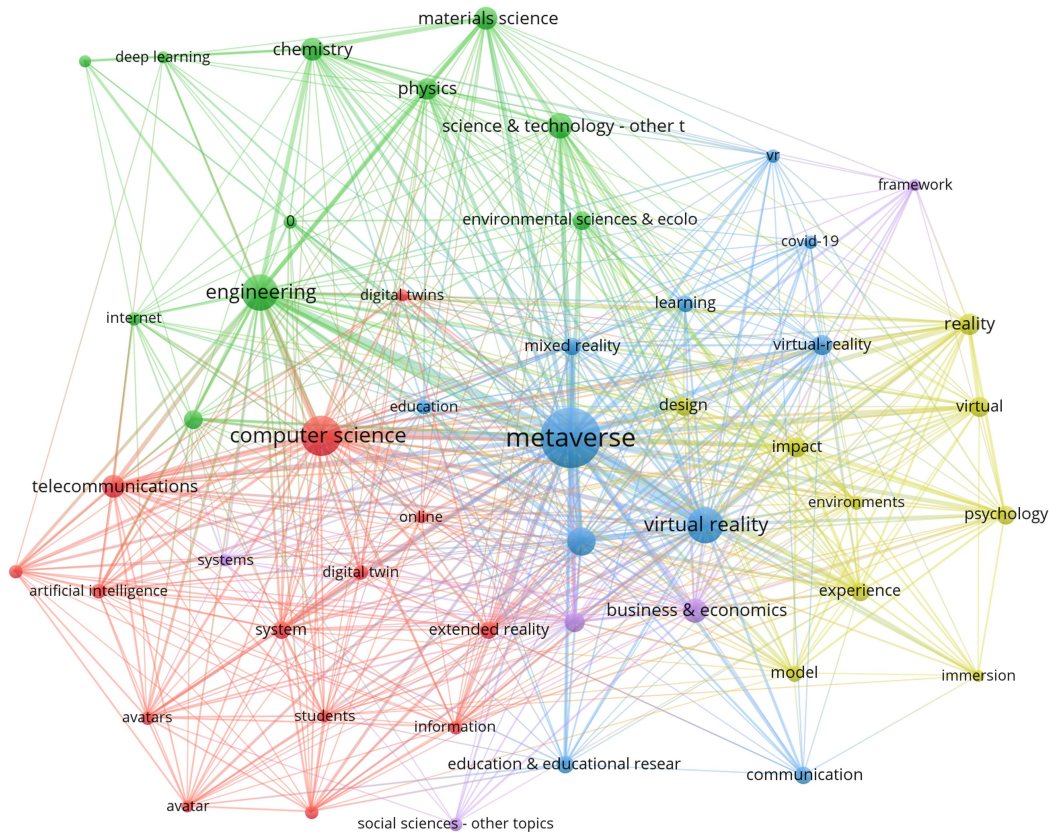 materials science
chemistry
deep learning
physics
science & technology - other t
vr
framework
0
environmental sciences & ecolo
covid-19
engineering
digital twins
learning
internet
reality
mixed reality
virtual-reality
education
design
virtual
computer science
metaverse
impact
telecommunications
environments
online
virtual reality
psychology
systems
digital twin
artificial intelligence
experience
business & economics
system
extended reality
model
immersion
avatars
students
information
education & educational resear
communication
avatar
social sciences - other topics